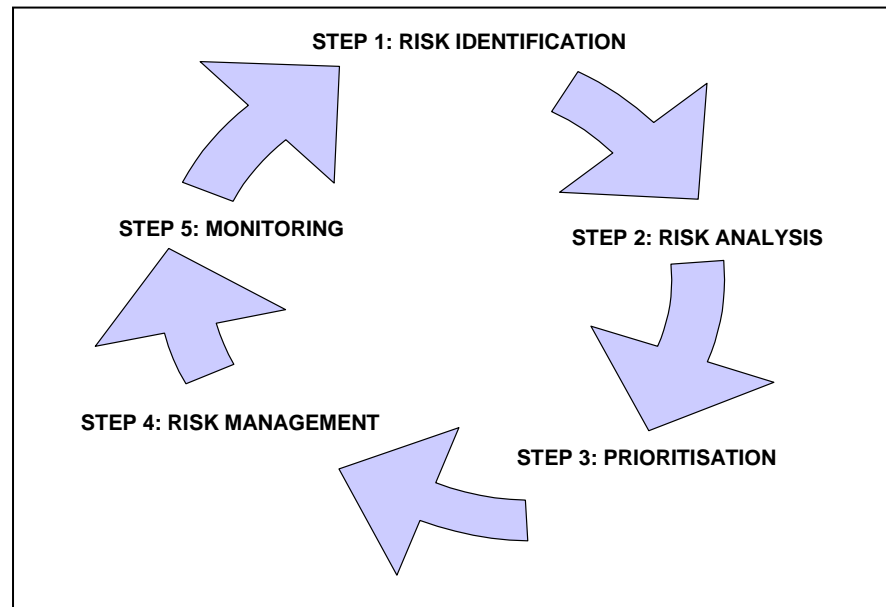 STEP 1: RISK IDENTIFICATION
STEP 2: RISK ANALYSIS
STEP 3: PRIORITISATION
STEP 4: RISK MANAGEMENT
STEP 5: MONITORING